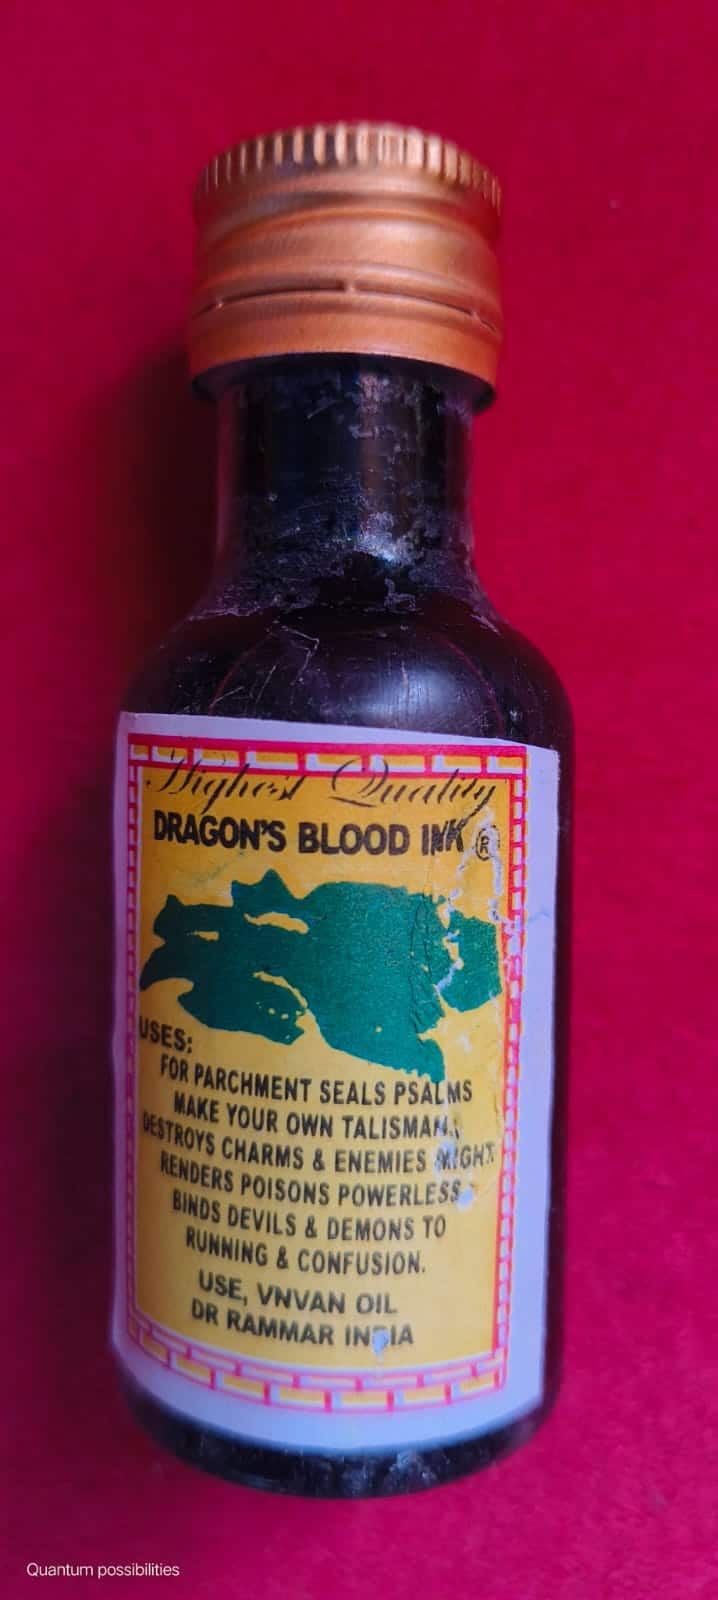 Highest Quality
DRAGON'S BLOOD INK ®
USES:
FOR PARCHMENT SEALS PSALMS
MAKE YOUR OWN TALISMAN.;
DESTROYS CHARMS & ENEMIES MIGHT.
RENDERS POISONS POWERLESS
BINDS DEVILS & DEMONS TO
RUNNING & CONFUSION.
USE, VNVAN OIL
DR RAMMAR INDIA
Quantum possibilities